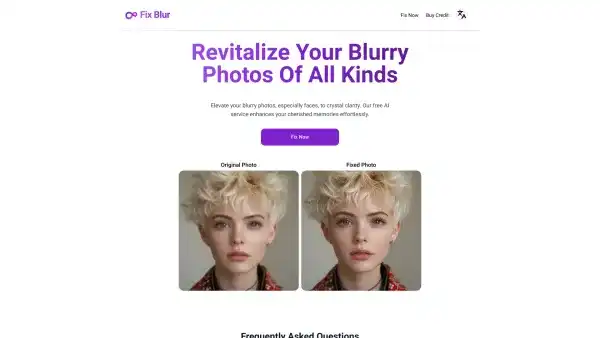 Fix Blur
Fix Now
Buy Credit
Revitalize Your Blurry
Photos Of All Kinds
Elevate your blurry photos, especially faces, to crystal clarity. Our free AI
service enhances your cherished memories effortlessly.
Fix Now
Original Photo
Fixed Photo
Frequently Asked Questions